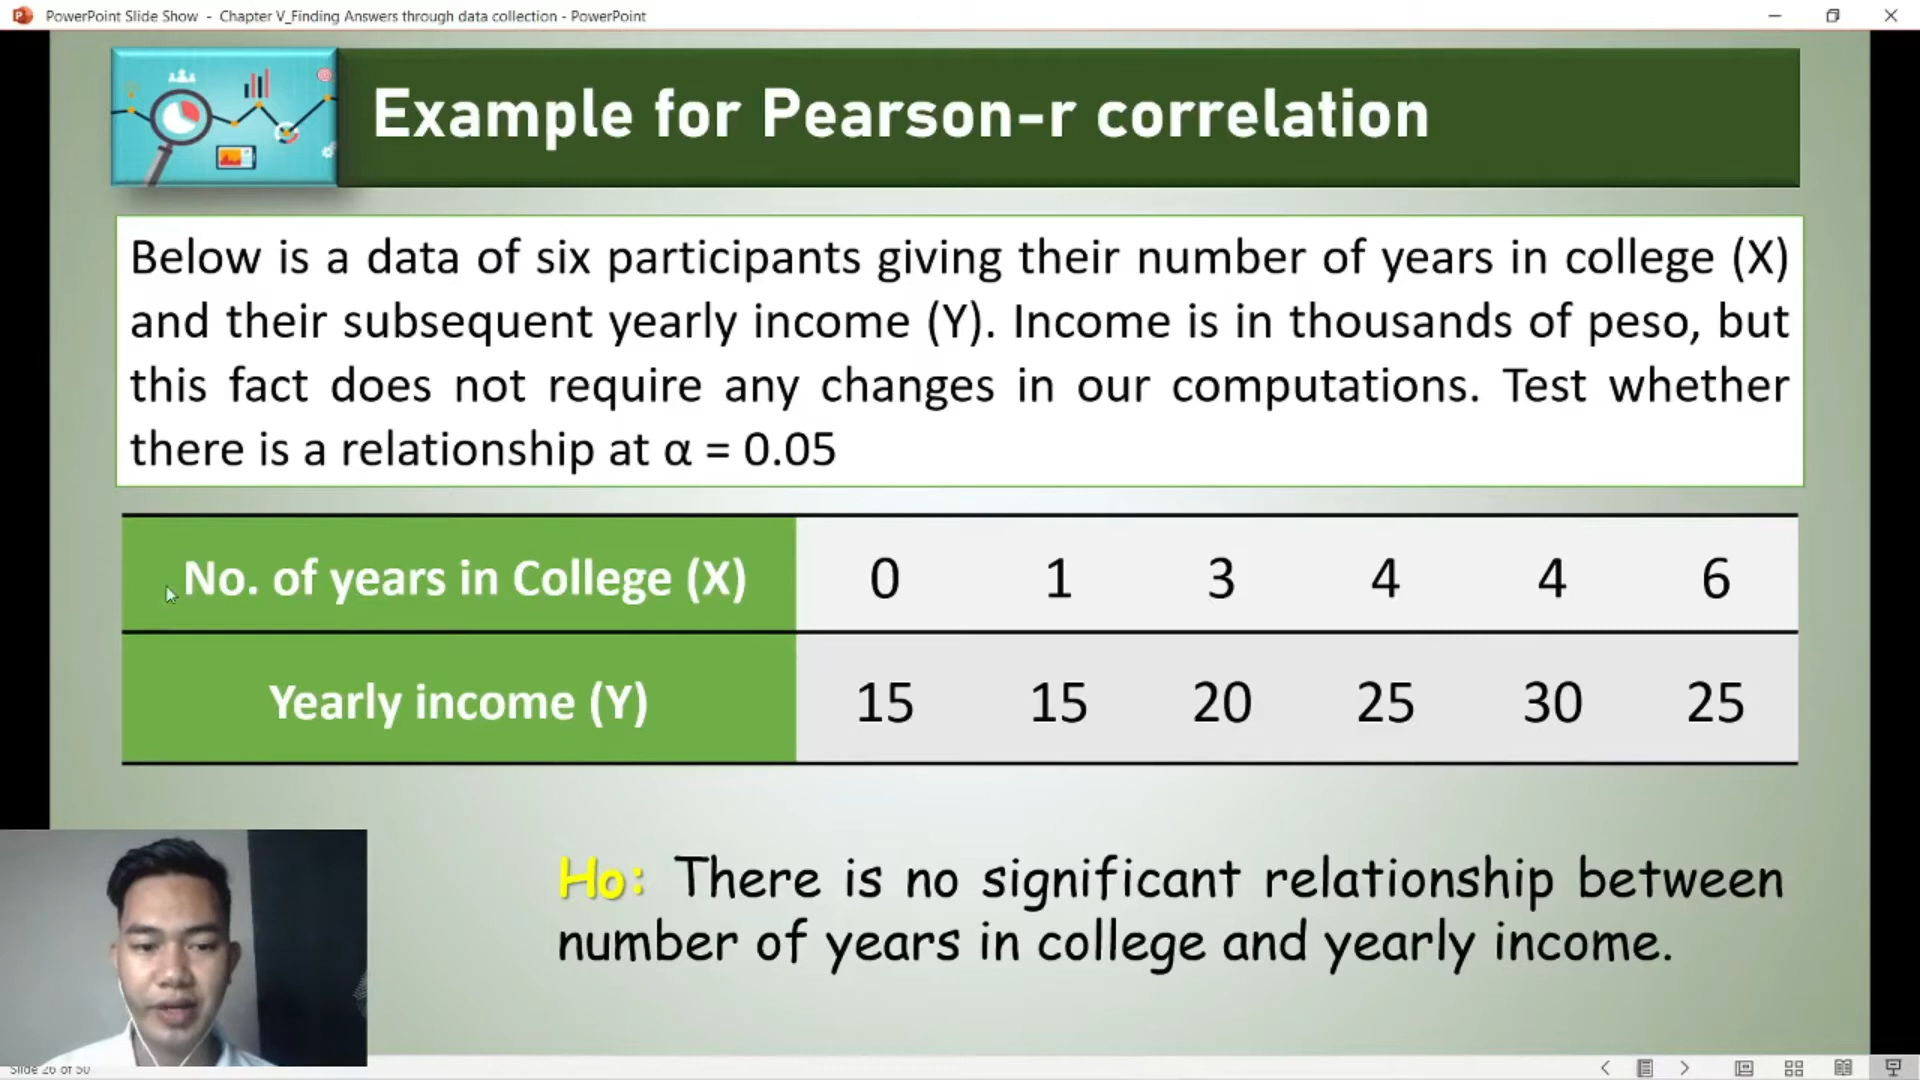 PowerPoint Slide Show - Chapter V_Finding Answers through data collection - PowerPoint
Example for Pearson-r correlation
Below is a data of six participants giving their number of years in college (X)
and their subsequent yearly income (Y). Income is in thousands of peso, but
this fact does not require any changes in our computations. Test whether
there is a relationship at α = 0.05
No. of years in College (X) 0 1 3 4 4 6
Yearly income (Y) 15 15 20 25 30 25
Ho: There is no significant relationship between
number of years in college and yearly income.
Slide 26 of 50